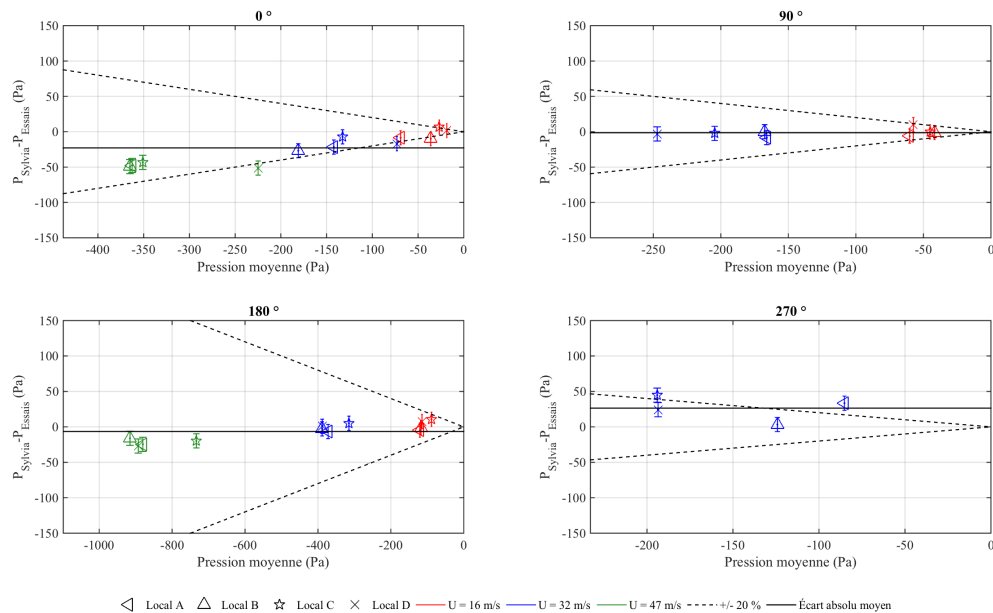 0 °
150
100
50
0
-50
-100
-150
P_Sylvia-P_Essais (Pa)
-400 -350 -300 -250 -200 -150 -100 -50 0
Pression moyenne (Pa)
90 °
150
100
50
0
-50
-100
-150
P_Sylvia-P_Essais (Pa)
-250 -200 -150 -100 -50 0
Pression moyenne (Pa)
180 °
150
100
50
0
-50
-100
-150
P_Sylvia-P_Essais (Pa)
-1000 -800 -600 -400 -200 0
Pression moyenne (Pa)
270 °
150
100
50
0
-50
-100
-150
P_Sylvia-P_Essais (Pa)
-200 -150 -100 -50 0
Pression moyenne (Pa)
Local A Local B Local C Local D U = 16 m/s U = 32 m/s U = 47 m/s +/- 20 % Écart absolu moyen